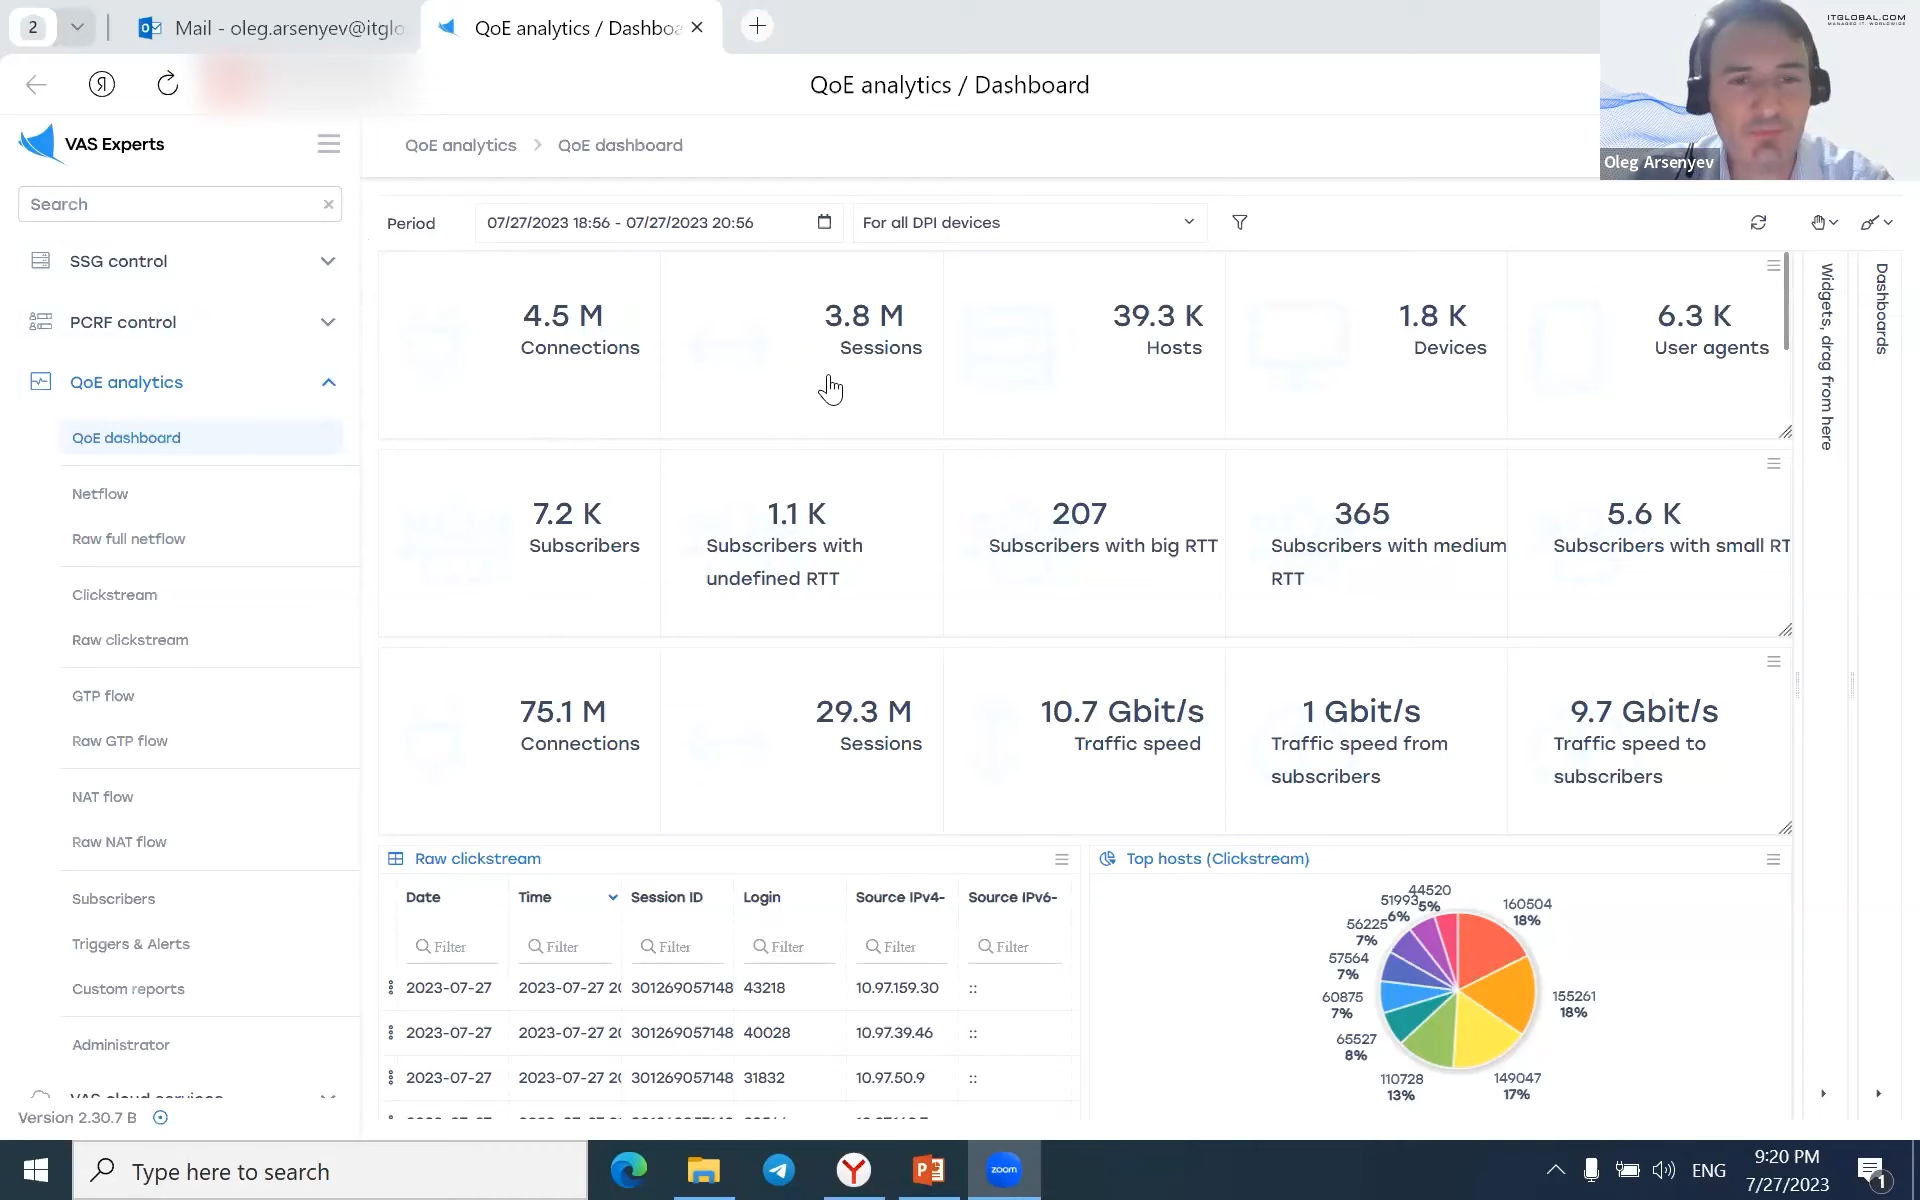 2
Mail - oleg.arsenyev@itglo
QoE analytics / Dashboa
QoE analytics / Dashboard
ITGLOBAL.COM
MANAGED IT. WORLDWIDE
Oleg Arsenyev
VAS Experts
QoE analytics
QoE dashboard
Search
Period
07/27/2023 18:56 - 07/27/2023 20:56
For all DPI devices
SSG control
PCRF control
QoE analytics
QoE dashboard
Netflow
Raw full netflow
Clickstream
Raw clickstream
GTP flow
Raw GTP flow
NAT flow
Raw NAT flow
Subscribers
Triggers & Alerts
Custom reports
Administrator
VAS cloud services
Version 2.30.7 B
4.5 M
Connections
3.8 M
Sessions
39.3 K
Hosts
1.8 K
Devices
6.3 K
User agents
7.2 K
Subscribers
1.1 K
Subscribers with
undefined RTT
207
Subscribers with big RTT
365
Subscribers with medium
RTT
5.6 K
Subscribers with small RT
75.1 M
Connections
29.3 M
Sessions
10.7 Gbit/s
Traffic speed
1 Gbit/s
Traffic speed from
subscribers
9.7 Gbit/s
Traffic speed to
subscribers
Widgets, drag from here
Dashboards
Raw clickstream
Date Time Session ID Login Source IPv4- Source IPv6-
Filter Filter Filter Filter Filter Filter
2023-07-27 2023-07-27 20 301269057148 43218 10.97.159.30 ::
2023-07-27 2023-07-27 20 301269057148 40028 10.97.39.46 ::
2023-07-27 2023-07-27 20 301269057148 31832 10.97.50.9 ::
Top hosts (Clickstream)
160504
18%
155261
18%
149047
17%
110728
13%
65527
8%
60875
7%
57564
7%
56225
7%
51993
6%
44520
5%
Type here to search
zoom
ENG
9:20 PM
7/27/2023
1